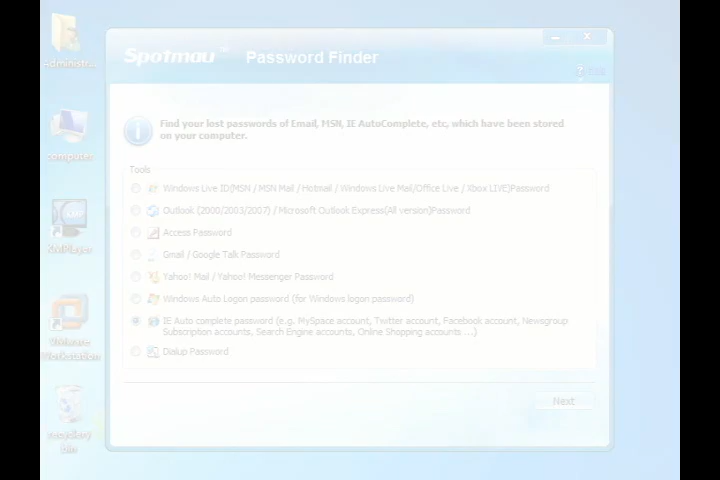 Administr...
computer
KMPlayer
VMware
Workstation
recyclery
bin
Spotmau™ Password Finder
Find your lost passwords of Email, MSN, IE AutoComplete, etc, which have been stored
on your computer.
Tools
Windows Live ID(MSN / MSN Mail / Hotmail / Windows Live Mail/Office Live / Xbox LIVE)Password
Outlook (2000/2003/2007) / Microsoft Outlook Express(All version)Password
Access Password
Gmail / Google Talk Password
Yahoo! Mail / Yahoo! Messenger Password
Windows Auto Logon password (for Windows logon password)
IE Auto complete password (e.g. MySpace account, Twitter account, Facebook account, Newsgroup
Subscription accounts, Search Engine accounts, Online Shopping accounts ...)
Dialup Password
Next